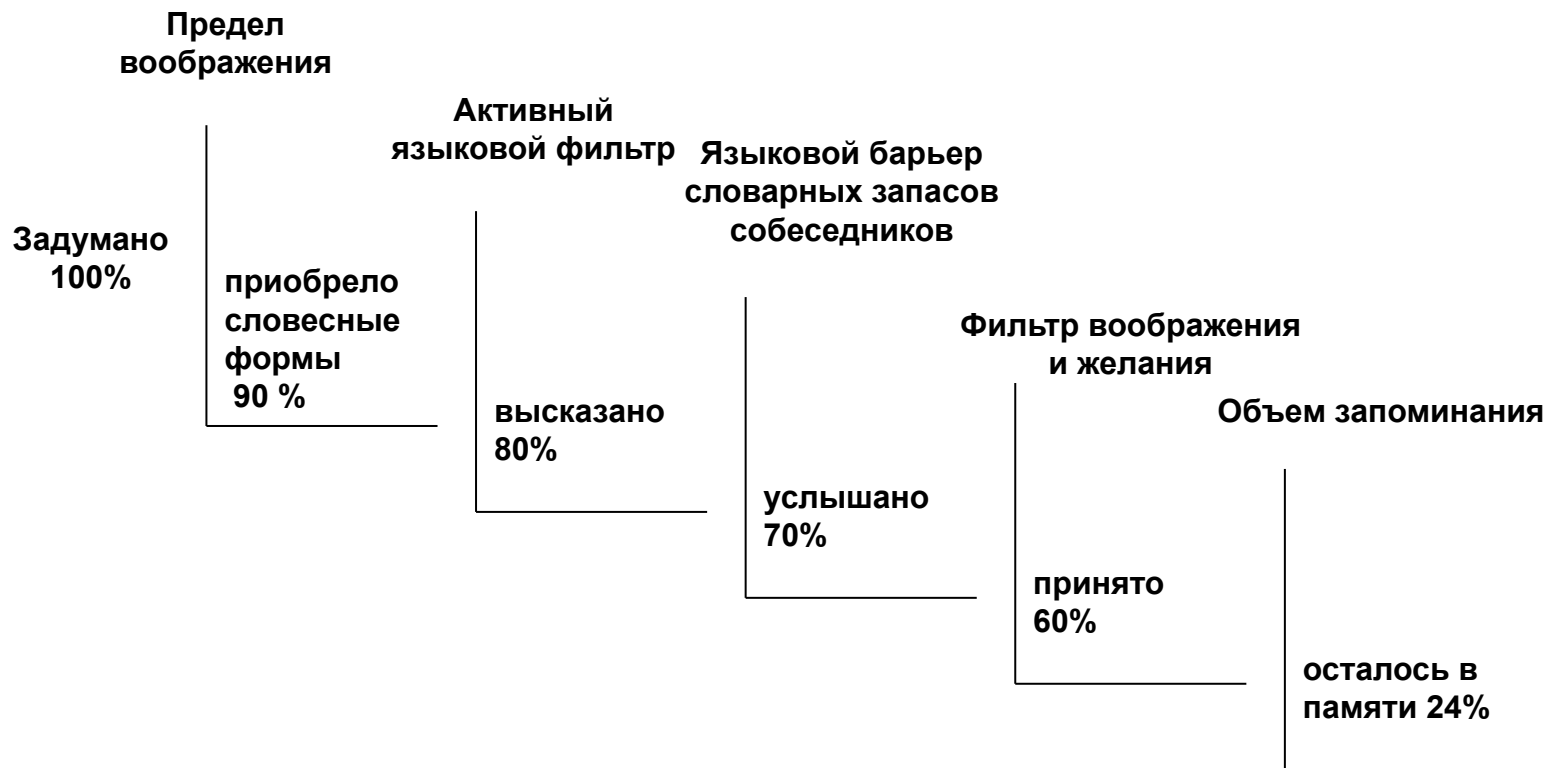 Предел
воображения
Активный
языковой фильтр
Языковой барьер
словарных запасов
собеседников
Задумано
100%
приобрело
словесные
формы
90 %
Фильтр воображения
и желания
высказано
80%
Объем запоминания
услышано
70%
принято
60%
осталось в
памяти 24%